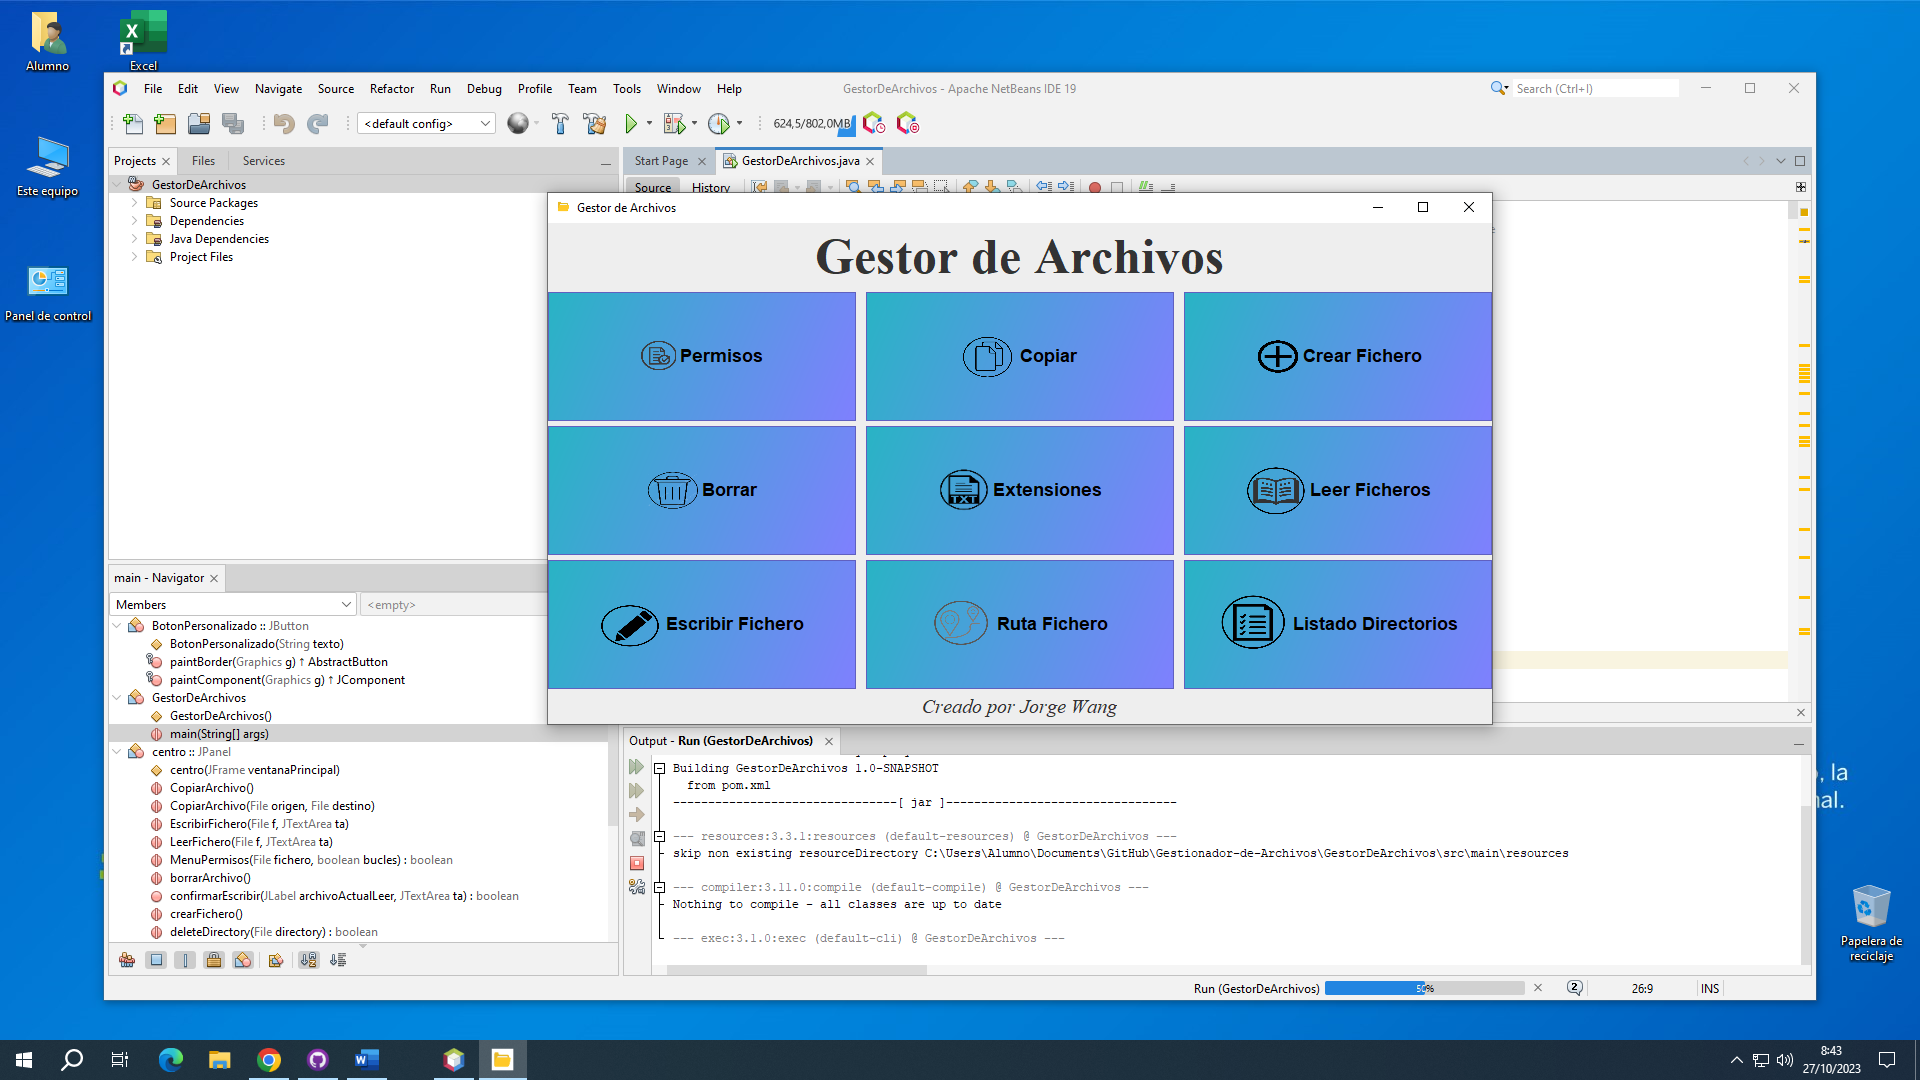 Alumno
Excel
Este equipo
Panel de control
File Edit View Navigate Source Refactor Run Debug Profile Team Tools Window Help
GestorDeArchivos - Apache NetBeans IDE 19
Search (Ctrl+I)
<default config>
624,5/802,0MB
Projects Files Services
GestorDeArchivos
Source Packages
Dependencies
Java Dependencies
Project Files
Start Page GestorDeArchivos.java
Source History
Gestor de Archivos
Gestor de Archivos
Permisos Copiar Crear Fichero
Borrar Extensiones Leer Ficheros
TXT
Escribir Fichero Ruta Fichero Listado Directorios
Creado por Jorge Wang
main - Navigator
Members <empty>
BotonPersonalizado :: JButton
BotonPersonalizado(String texto)
paintBorder(Graphics g) ↑ AbstractButton
paintComponent(Graphics g) ↑ JComponent
GestorDeArchivos
GestorDeArchivos()
main(String[] args)
centro :: JPanel
centro(JFrame ventanaPrincipal)
CopiarArchivo()
CopiarArchivo(File origen, File destino)
EscribirFichero(File f, JTextArea ta)
LeerFichero(File f, JTextArea ta)
MenuPermisos(File fichero, boolean bucles) : boolean
borrarArchivo()
confirmarEscribir(JLabel archivoActualLeer, JTextArea ta) : boolean
crearFichero()
deleteDirectory(File directory) : boolean
Output - Run (GestorDeArchivos)
Building GestorDeArchivos 1.0-SNAPSHOT
from pom.xml
--------------------------------[ jar ]---------------------------------
--- resources:3.3.1:resources (default-resources) @ GestorDeArchivos ---
skip non existing resourceDirectory C:\Users\Alumno\Documents\GitHub\Gestionador-de-Archivos\GestorDeArchivos\src\main\resources
--- compiler:3.11.0:compile (default-compile) @ GestorDeArchivos ---
Nothing to compile - all classes are up to date
--- exec:3.1.0:exec (default-cli) @ GestorDeArchivos ---
, la
al.
Papelera de
reciclaje
Run (GestorDeArchivos) 50% 2 26:9 INS
8:43
27/10/2023